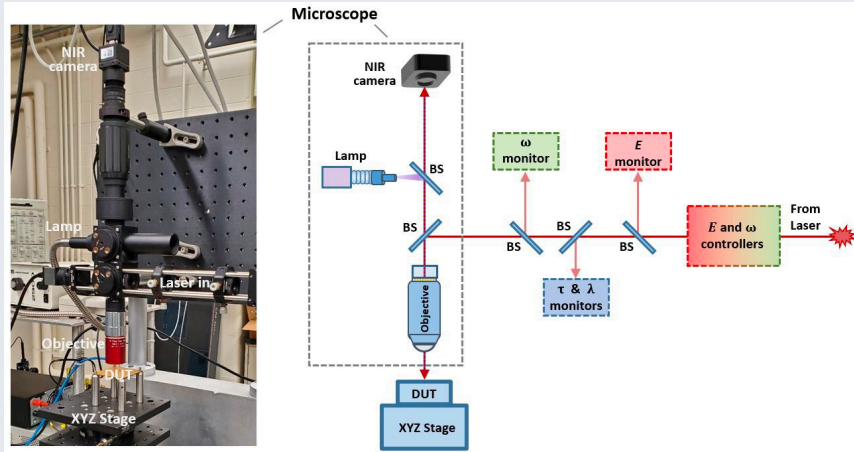 Microscope
NIR
camera
Lamp
Laser in
Objective
DUT
XYZ Stage
NIR
camera
Lamp
BS
BS
Objective
DUT
XYZ Stage
ω
monitor
E
monitor
BS
BS
BS
τ & λ
monitors
E and ω
controllers
From
Laser